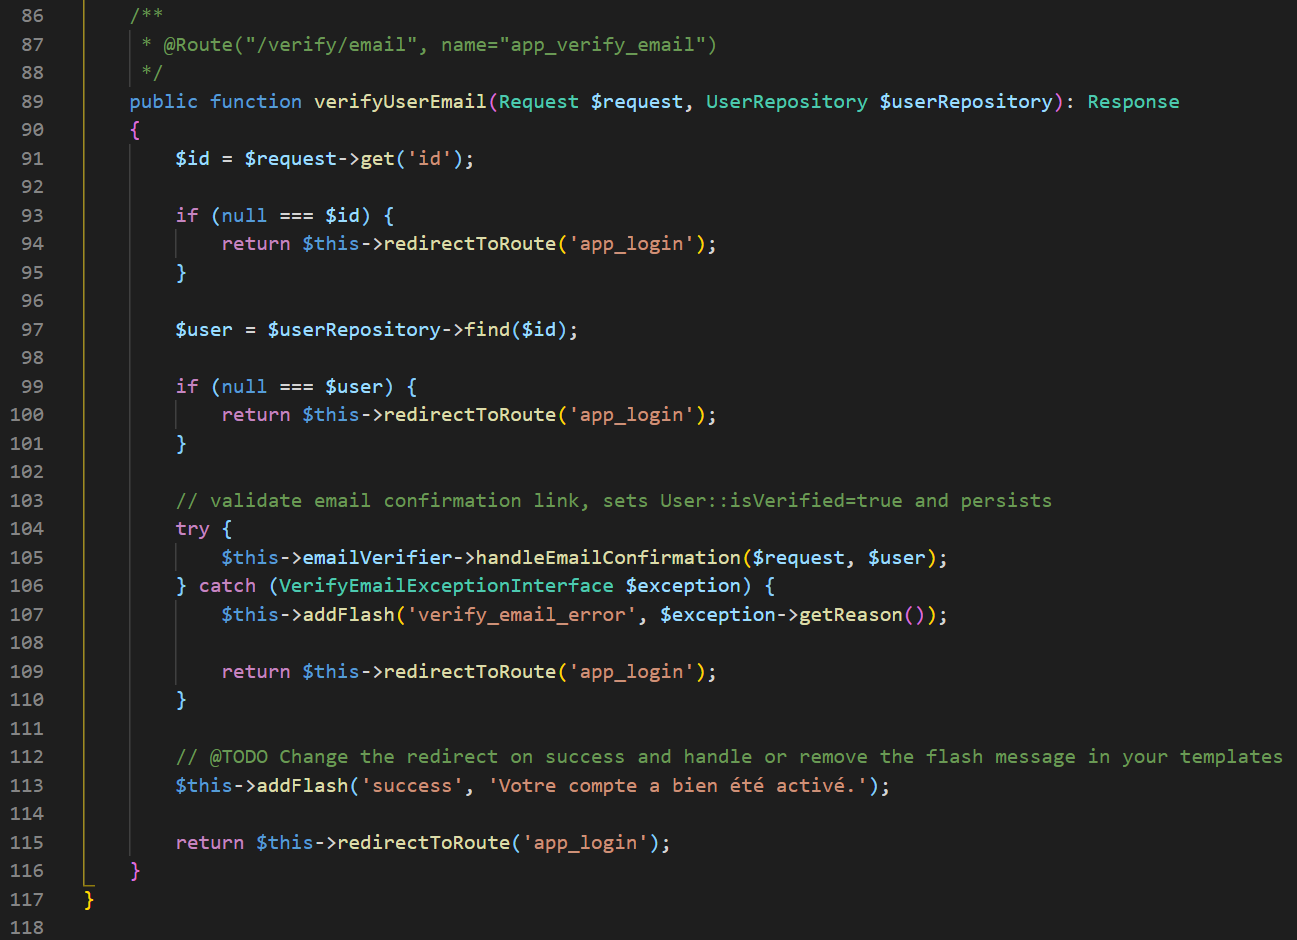 86 /**
87 * @Route("/verify/email", name="app_verify_email")
88 */
89 public function verifyUserEmail(Request $request, UserRepository $userRepository): Response
90 {
91 $id = $request->get('id');
92
93 if (null === $id) {
94 return $this->redirectToRoute('app_login');
95 }
96
97 $user = $userRepository->find($id);
98
99 if (null === $user) {
100 return $this->redirectToRoute('app_login');
101 }
102
103 // validate email confirmation link, sets User::isVerified=true and persists
104 try {
105 $this->emailVerifier->handleEmailConfirmation($request, $user);
106 } catch (VerifyEmailExceptionInterface $exception) {
107 $this->addFlash('verify_email_error', $exception->getReason());
108
109 return $this->redirectToRoute('app_login');
110 }
111
112 // @TODO Change the redirect on success and handle or remove the flash message in your templates
113 $this->addFlash('success', 'Votre compte a bien été activé.');
114
115 return $this->redirectToRoute('app_login');
116 }
117 }
118